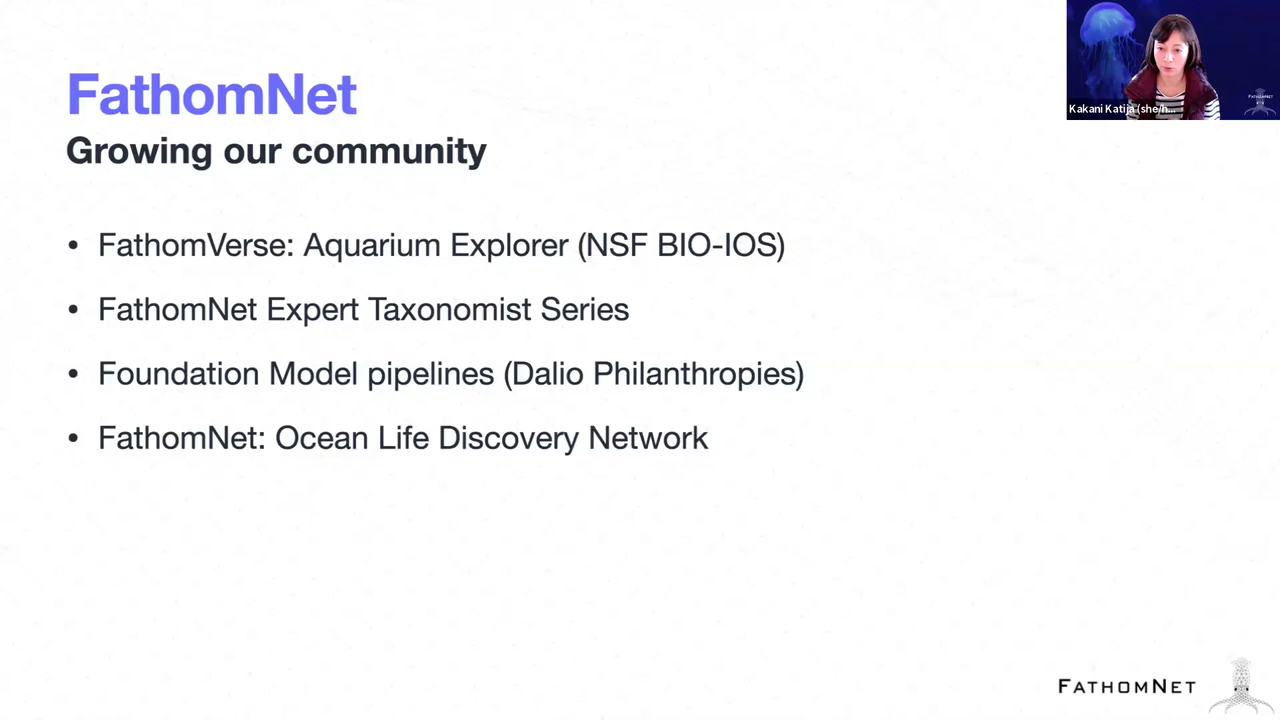 FathomNet
Growing our community
• FathomVerse: Aquarium Explorer (NSF BIO-IOS)
• FathomNet Expert Taxonomist Series
• Foundation Model pipelines (Dalio Philanthropies)
• FathomNet: Ocean Life Discovery Network
Kakani Katija (she/h...
FATHOMNET
FATHOMNET